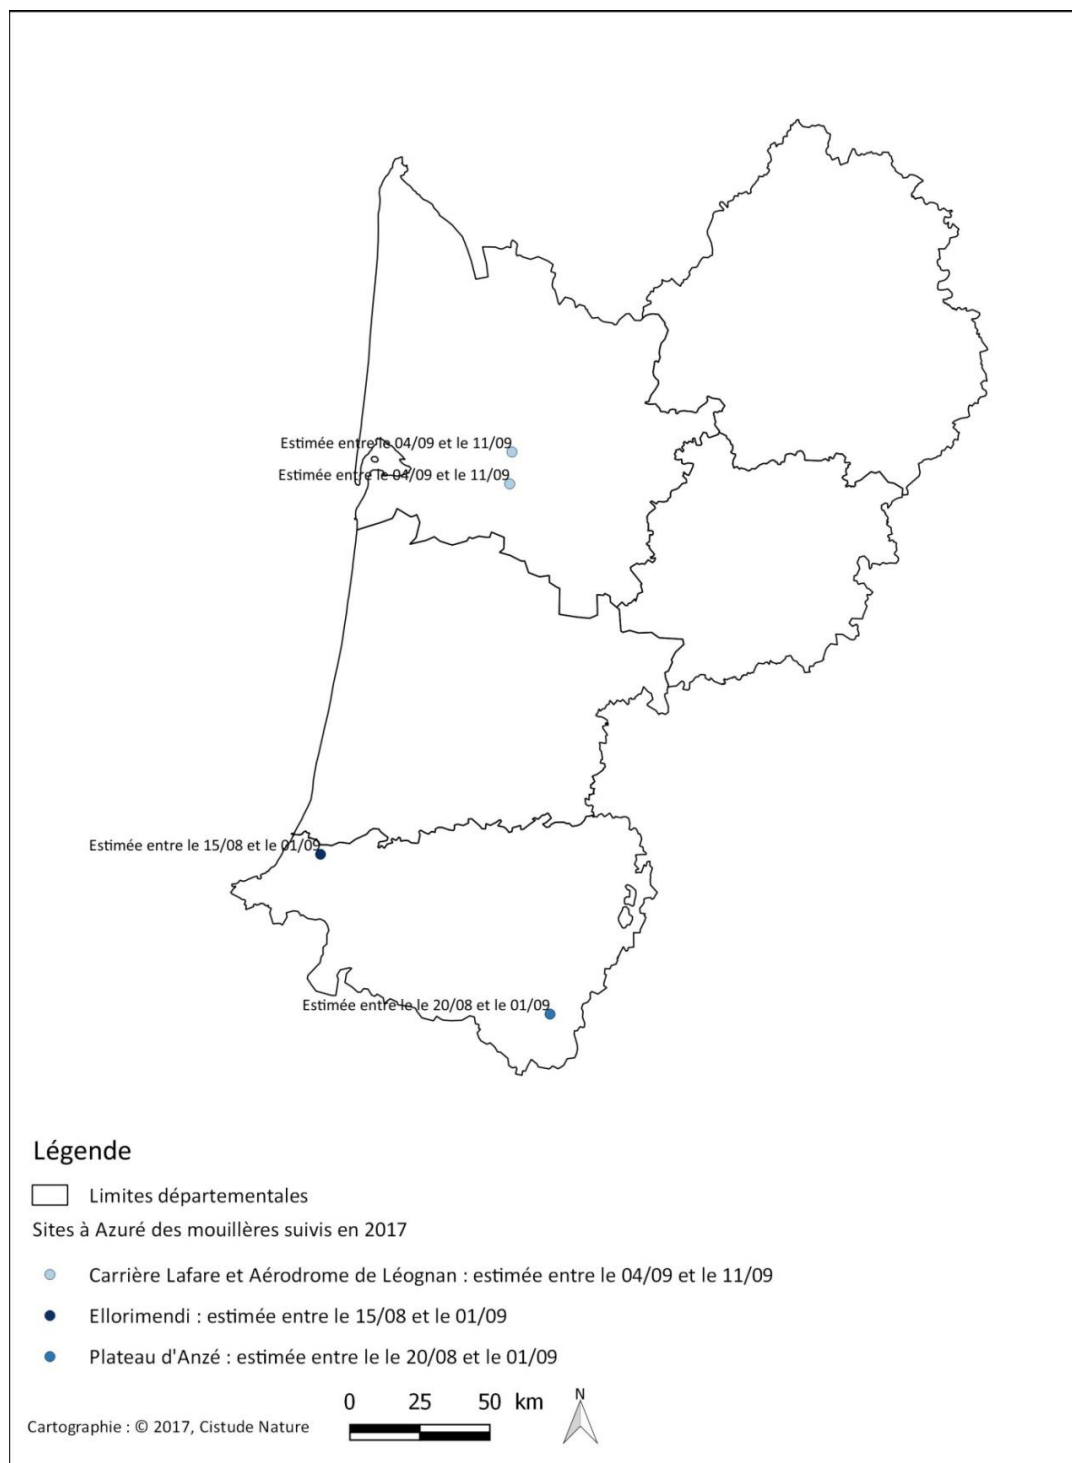 Estimée entre le 04/09 et le 11/09
Estimée entre le 04/09 et le 11/09
Estimée entre le 15/08 et le 01/09
Estimée entre le le 20/08 et le 01/09
Légende
Limites départementales
Sites à Azuré des mouillères suivis en 2017
Carrière Lafare et Aérodrome de Léognan : estimée entre le 04/09 et le 11/09
Ellorimendi : estimée entre le 15/08 et le 01/09
Plateau d'Anzé : estimée entre le le 20/08 et le 01/09
0 25 50 km
N
Cartographie : © 2017, Cistude Nature